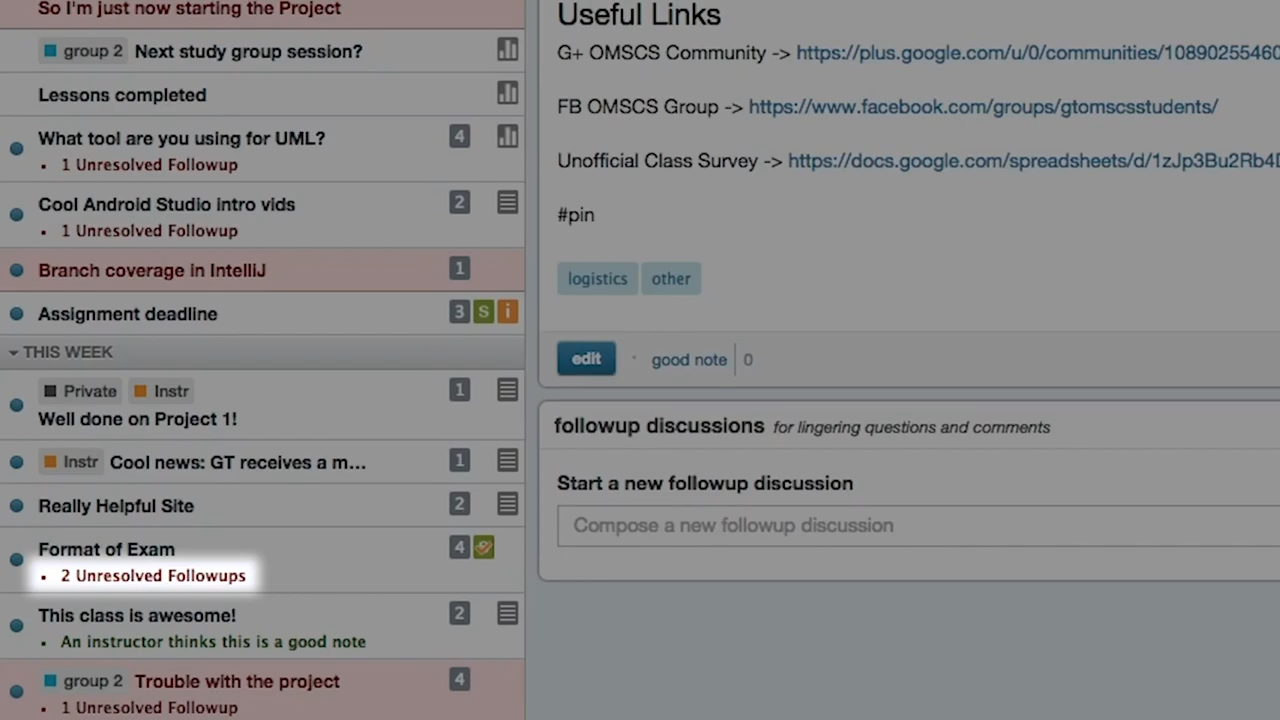 So I'm just now starting the Project
group 2 Next study group session?
Lessons completed
What tool are you using for UML? 4
1 Unresolved Followup
Cool Android Studio intro vids 2
1 Unresolved Followup
Branch coverage in IntelliJ 1
Assignment deadline 3 S i
THIS WEEK
Private Instr 1
Well done on Project 1!
Instr Cool news: GT receives a m... 1
Really Helpful Site 2
Format of Exam 4
2 Unresolved Followups
This class is awesome! 2
An instructor thinks this is a good note
group 2 Trouble with the project 4
1 Unresolved Followup
Useful Links
G+ OMSCS Community -> https://plus.google.com/u/0/communities/1089025546
FB OMSCS Group -> https://www.facebook.com/groups/gtomscsstudents/
Unofficial Class Survey -> https://docs.google.com/spreadsheets/d/1zJp3Bu2Rb4
#pin
logistics other
edit · good note 0
followup discussions for lingering questions and comments
Start a new followup discussion
Compose a new followup discussion